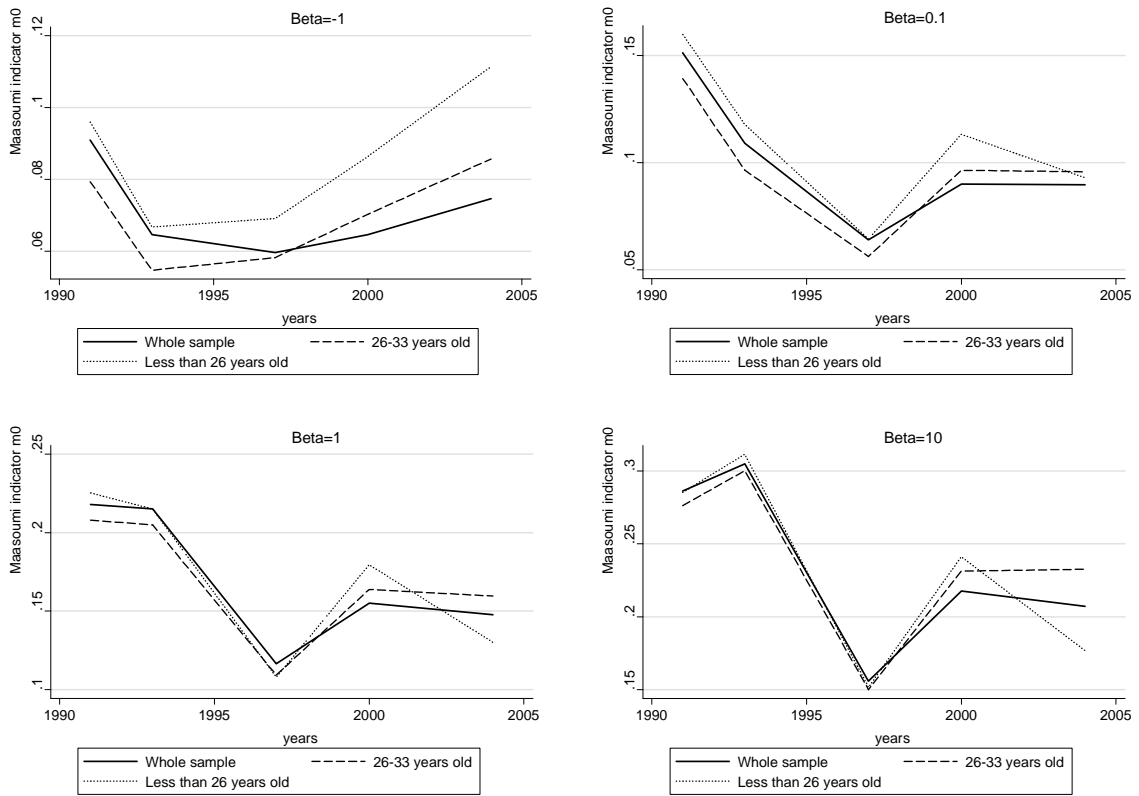 Beta=-1
Maasoumi indicator m0
.12
.1
.08
.06
1990 1995 2000 2005
years
Whole sample 26-33 years old
Less than 26 years old
Beta=0.1
Maasoumi indicator m0
.15
.1
.05
1990 1995 2000 2005
years
Whole sample 26-33 years old
Less than 26 years old
Beta=1
Maasoumi indicator m0
.25
.2
.15
.1
1990 1995 2000 2005
years
Whole sample 26-33 years old
Less than 26 years old
Beta=10
Maasoumi indicator m0
.3
.25
.2
.15
1990 1995 2000 2005
years
Whole sample 26-33 years old
Less than 26 years old